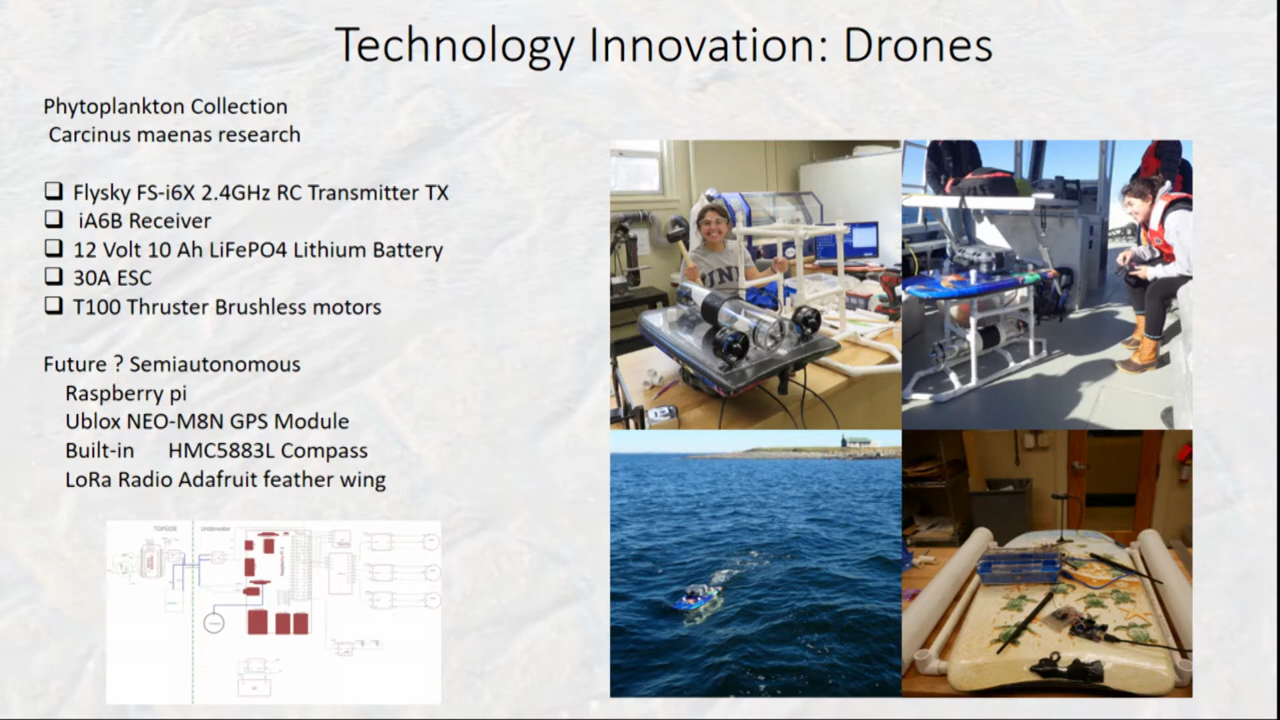 Technology Innovation: Drones
Phytoplankton Collection
Carcinus maenas research
Flysky FS-i6X 2.4GHz RC Transmitter TX
iA6B Receiver
12 Volt 10 Ah LiFePO4 Lithium Battery
30A ESC
T100 Thruster Brushless motors
Future ? Semiautonomous
Raspberry pi
Ublox NEO-M8N GPS Module
Built-in HMC5883L Compass
LoRa Radio Adafruit feather wing
TOPSIDE
Underwater